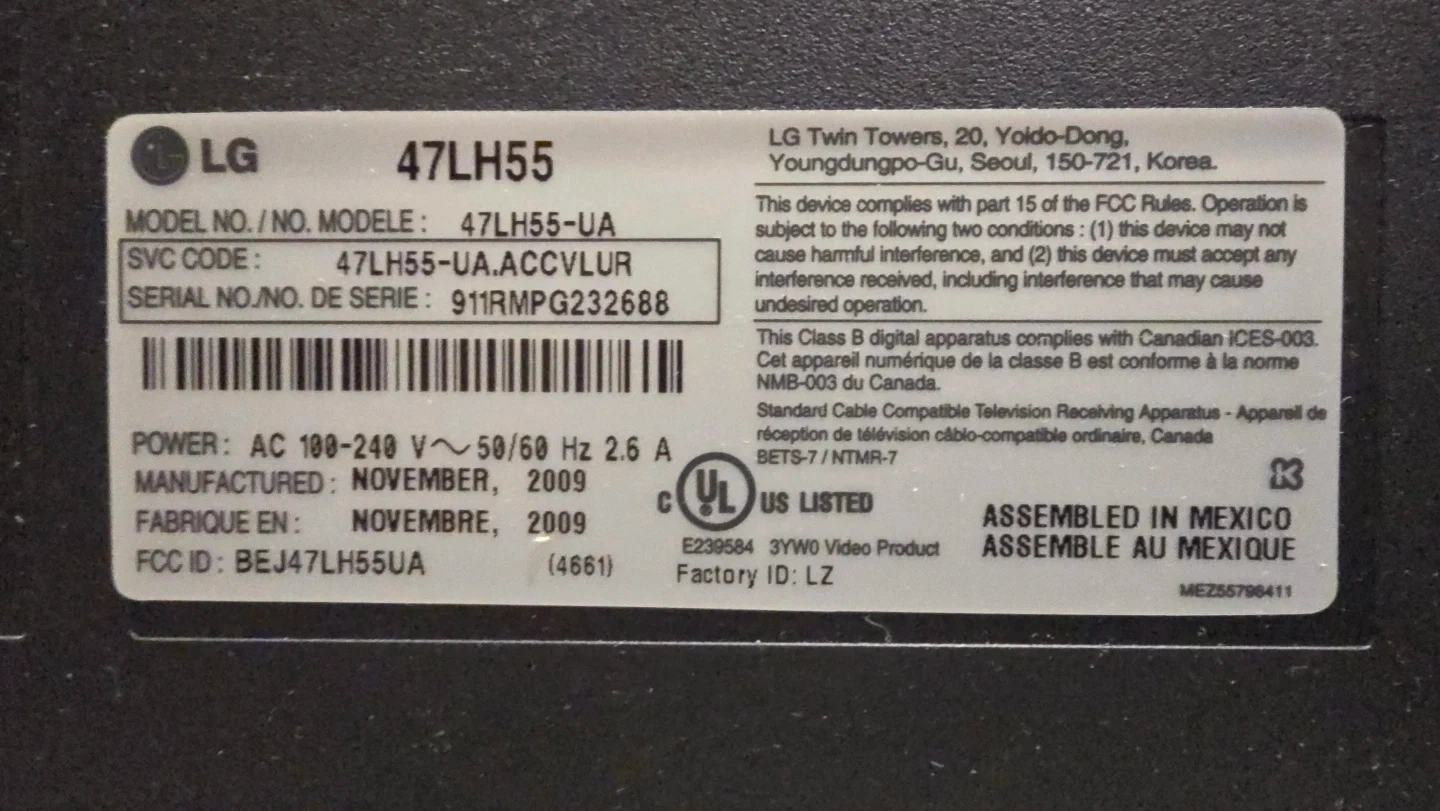 LG
47LH55
MODEL NO. / NO. MODELE : 47LH55-UA
SVC CODE : 47LH55-UA.ACCVLUR
SERIAL NO./NO. DE SERIE : 911RMPG232688
POWER : AC 100-240 V~50/60 Hz 2.6 A
MANUFACTURED : NOVEMBER, 2009
FABRIQUE EN : NOVEMBRE, 2009
FCC ID : BEJ47LH55UA (4661)
LG Twin Towers, 20, Yoido-Dong,
Youngdungpo-Gu, Seoul, 150-721, Korea.
This device complies with part 15 of the FCC Rules. Operation is
subject to the following two conditions : (1) this device may not
cause harmful interference, and (2) this device must accept any
interference received, including interference that may cause
undesired operation.
This Class B digital apparatus complies with Canadian ICES-003.
Cet appareil numérique de la classe B est conforme à la norme
NMB-003 du Canada.
Standard Cable Compatible Television Receiving Apparatus - Appareil de
réception de télévision câblo-compatible ordinaire, Canada
BETS-7 / NTMR-7
C UL US LISTED
E239584 3YW0 Video Product
Factory ID: LZ
ASSEMBLED IN MEXICO
ASSEMBLE AU MEXIQUE
MEZ55796411